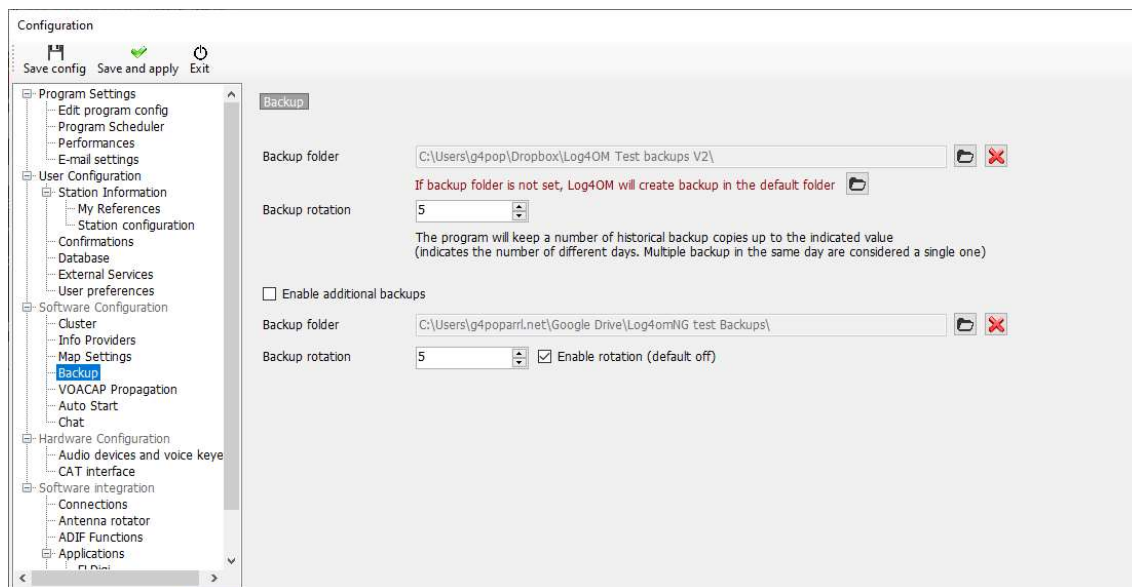 Configuration
Save config Save and apply Exit
Program Settings
Edit program config
Program Scheduler
Performances
E-mail settings
User Configuration
Station Information
My References
Station configuration
Confirmations
Database
External Services
User preferences
Software Configuration
Cluster
Info Providers
Map Settings
Backup
VOACAP Propagation
Auto Start
Chat
Hardware Configuration
Audio devices and voice keye
CAT interface
Software integration
Connections
Antenna rotator
ADIF Functions
Applications
Backup
Backup folder C:\Users\g4pop\Dropbox\Log4OM Test backups V2\
If backup folder is not set, Log4OM will create backup in the default folder
Backup rotation 5
The program will keep a number of historical backup copies up to the indicated value
(indicates the number of different days. Multiple backup in the same day are considered a single one)
Enable additional backups
Backup folder C:\Users\g4poparrl.net\Google Drive\Log4omNG test Backups\
Backup rotation 5 Enable rotation (default off)